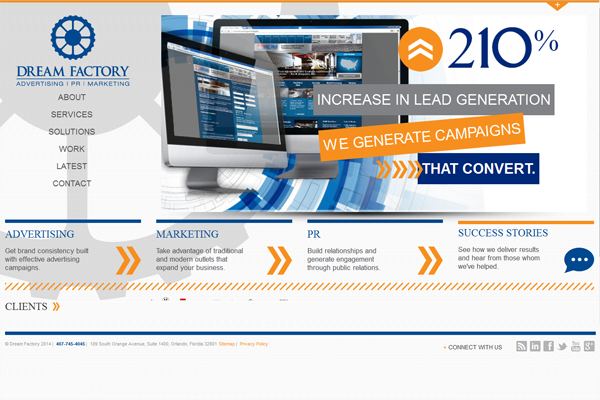 DREAM FACTORY
ADVERTISING | PR | MARKETING
ABOUT
SERVICES
SOLUTIONS
WORK
LATEST
CONTACT
210%
INCREASE IN LEAD GENERATION
WE GENERATE CAMPAIGNS
THAT CONVERT.
ADVERTISING
Get brand consistency built
with effective advertising
campaigns.
MARKETING
Take advantage of traditional
and modern outlets that
expand your business.
PR
Build relationships and
generate engagement
through public relations.
SUCCESS STORIES
See how we deliver results
and hear from those whom
we've helped.
CLIENTS
© Dream Factory 2014 | 407-745-4045 | 189 South Orange Avenue, Suite 1400, Orlando, Florida 32801 Sitemap | Privacy Policy
+ CONNECT WITH US